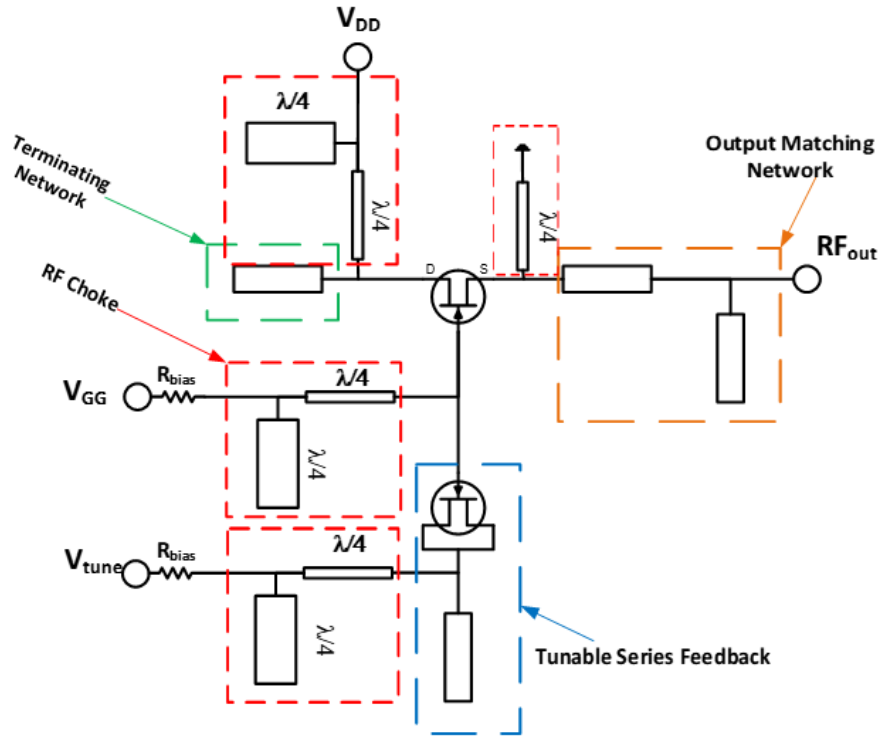 V_DD
λ/4
Terminating
Network
λ/4
λ/4
Output Matching
Network
RF_out
D
S
RF Choke
V_GG
R_bias
λ/4
λ/4
V_tune
R_bias
λ/4
λ/4
Tunable Series Feedback